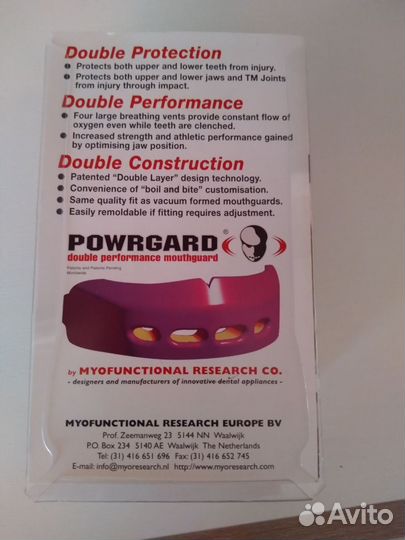 Double Protection
● Protects both upper and lower teeth from injury.
● Protects both upper and lower jaws and TM Joints
from injury through impact.
Double Performance
● Four large breathing vents provide constant flow of
oxygen even while teeth are clenched.
● Increased strength and athletic performance gained
by optimising jaw position.
Double Construction
● Patented "Double Layer" design technology.
● Convenience of "boil and bite" customisation.
● Same quality fit as vacuum formed mouthguards.
● Easily remoldable if fitting requires adjustment.
POWRGARD®
double performance mouthguard
Patents and Patents Pending
Worldwide
by MYOFUNCTIONAL RESEARCH CO.
- designers and manufacturers of innovative dental appliances -
MYOFUNCTIONAL RESEARCH EUROPE BV
Prof. Zeemanweg 23 5144 NN Waalwijk
P.O. Box 234 5140 AE Waalwijk The Netherlands
Tel: (31) 416 651 696 Fax: (31) 416 652 745
E-mail: info@myoresearch.nl http://www.myoresearch.com
Avito